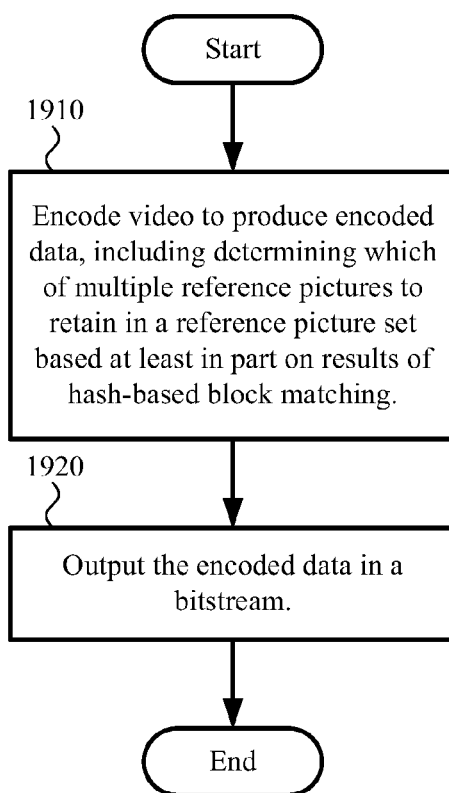 Start
1910
Encode video to produce encoded
data, including determining which
of multiple reference pictures to
retain in a reference picture set
based at least in part on results of
hash-based block matching.
1920
Output the encoded data in a
bitstream.
End